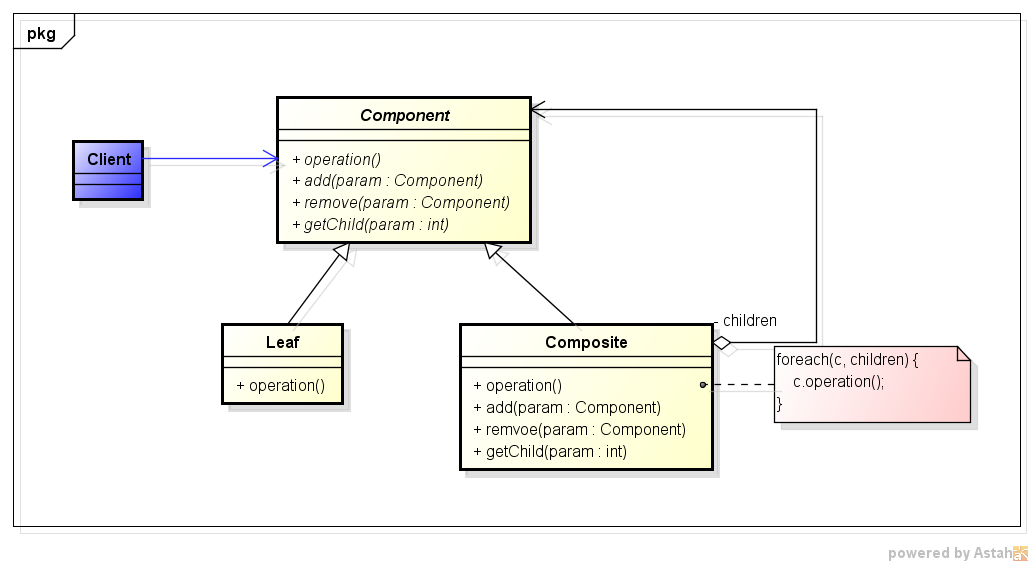 pkg
Component
+ operation()
+ add(param : Component)
+ remove(param : Component)
+ getChild(param : int)
Client
Leaf
+ operation()
- children
Composite
+ operation()
+ add(param : Component)
+ remvoe(param : Component)
+ getChild(param : int)
foreach(c, children) {
c.operation();
}
powered by Astah